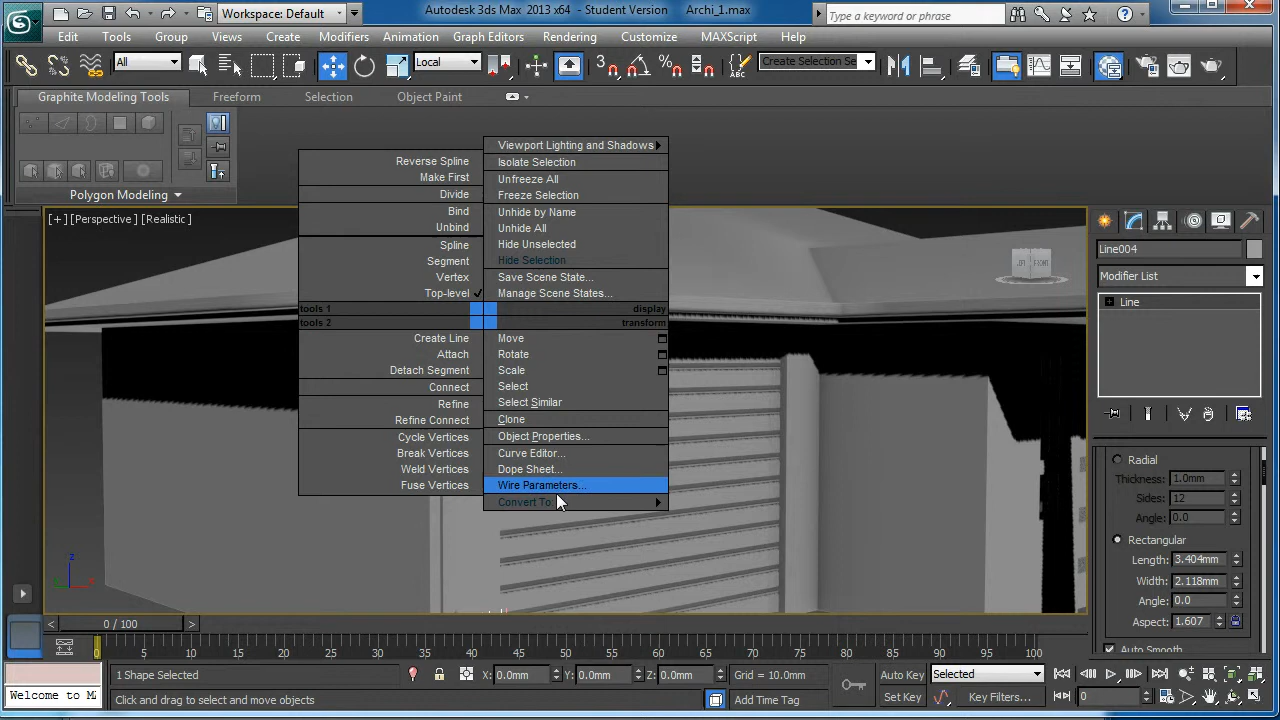 Workspace: Default
Autodesk 3ds Max 2013 x64 - Student Version Archi_1.max
Type a keyword or phrase
Edit Tools Group Views Create Modifiers Animation Graph Editors Rendering Customize MAXScript Help
All
Local
3
ABC
Create Selection Se
Graphite Modeling Tools Freeform Selection Object Paint
Polygon Modeling
[+] [Perspective] [Realistic]
Reverse Spline
Make First
Divide
Bind
Unbind
Spline
Segment
Vertex
Top-level
tools 1
tools 2
Create Line
Attach
Detach Segment
Connect
Refine
Refine Connect
Cycle Vertices
Break Vertices
Weld Vertices
Fuse Vertices
Viewport Lighting and Shadows
Isolate Selection
Unfreeze All
Freeze Selection
Unhide by Name
Unhide All
Hide Unselected
Hide Selection
Save Scene State...
Manage Scene States...
display
transform
Move
Rotate
Scale
Select
Select Similar
Clone
Object Properties...
Curve Editor...
Dope Sheet...
Wire Parameters...
Convert To
FRONT
z
Line004
Modifier List
Line
Radial
Thickness: 1.0mm
Sides: 12
Angle: 0.0
Rectangular
Length: 3.404mm
Width: 2.118mm
Angle: 0.0
Aspect: 1.607
Auto Smooth
0 / 100
0 5 10 15 20 25 30 35 40 45 50 55 60 65 70 75 80 85 90 95 100
1 Shape Selected
X: 0.0mm Y: 0.0mm Z: 0.0mm Grid = 10.0mm
Auto Key Selected
Welcome to MA
Click and drag to select and move objects
Add Time Tag
Set Key Key Filters... 0